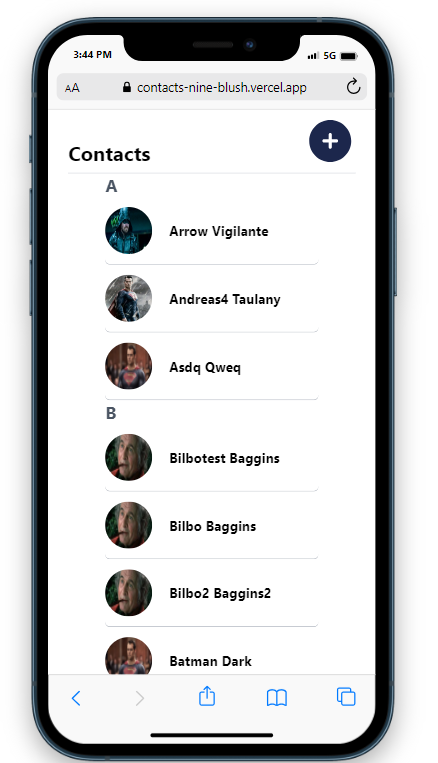 3:44 PM
5G
AA
contacts-nine-blush.vercel.app
Contacts
A
Arrow Vigilante
Andreas4 Taulany
Asdq Qweq
B
Bilbotest Baggins
Bilbo Baggins
Bilbo2 Baggins2
Batman Dark